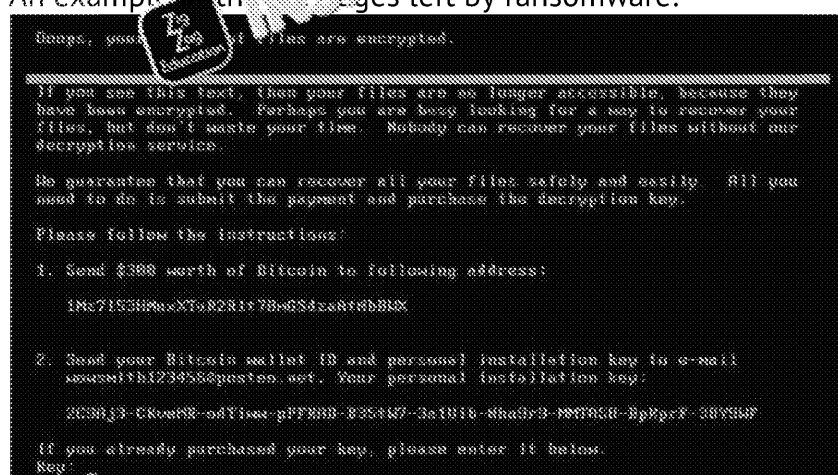 An example th ges left by ransomware.
Zig
Zag
Education
Ooops, your files are encrypted.
If you see this text, then your files are no longer accessible, because they
have been encrypted. Perhaps you are busy looking for a way to recover your
files, but don't waste your time. Nobody can recover your files without our
decryption service.
We guarantee that you can recover all your files safely and easily. All you
need to do is submit the payment and purchase the decryption key.
Please follow the instructions:
1. Send $300 worth of Bitcoin to following address:
2. Send your Bitcoin wallet ID and personal installation key to e-mail
wowsmith123456@posteo.net. Your personal installation key:
If you already purchased your key, please enter it below.
Key: